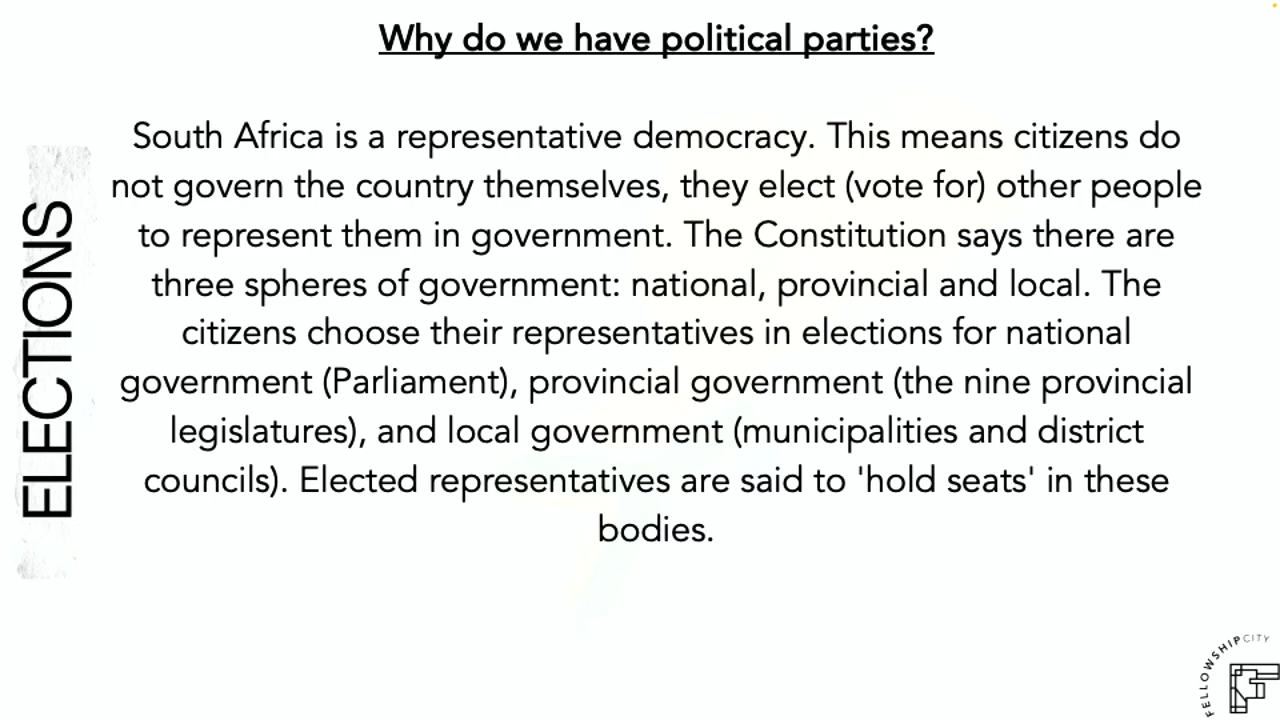 Why do we have political parties?
South Africa is a representative democracy. This means citizens do
not govern the country themselves, they elect (vote for) other people
to represent them in government. The Constitution says there are
three spheres of government: national, provincial and local. The
citizens choose their representatives in elections for national
government (Parliament), provincial government (the nine provincial
legislatures), and local government (municipalities and district
councils). Elected representatives are said to 'hold seats' in these
bodies.
ELECTIONS
FELLOWSHIPCITY